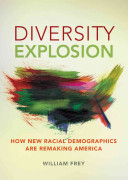 DIVERSITY
EXPLOSION
HOW NEW RACIAL DEMOGRAPHICS
ARE REMAKING AMERICA
WILLIAM FREY